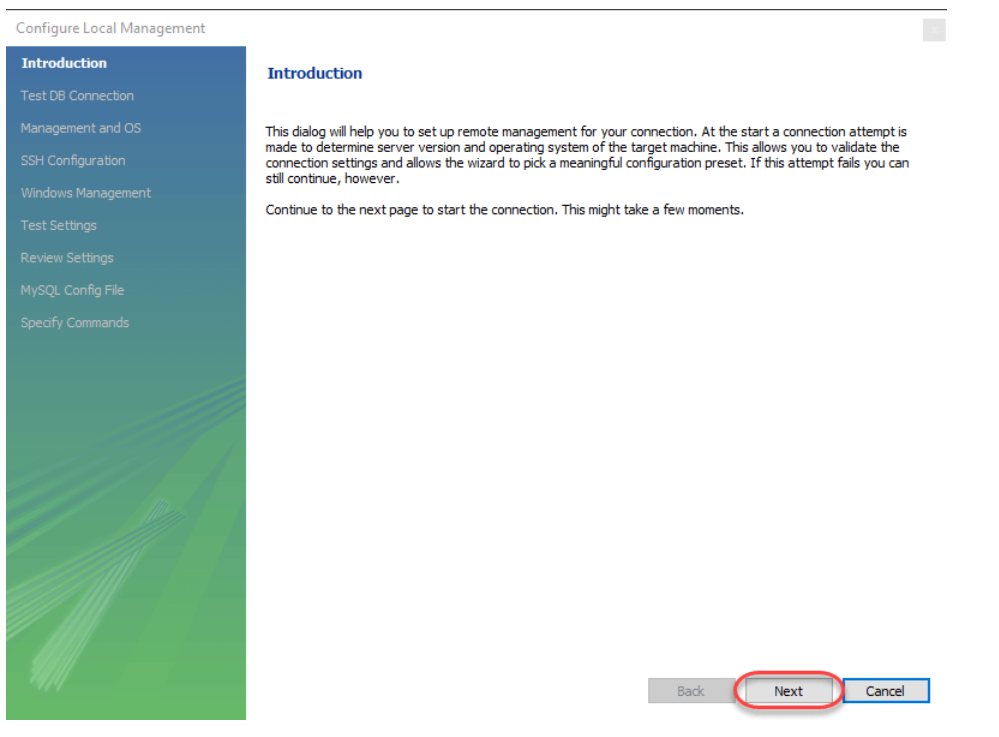 Configure Local Management
Introduction
Test DB Connection
Management and OS
SSH Configuration
Windows Management
Test Settings
Review Settings
MySQL Config File
Specify Commands
Introduction
This dialog will help you to set up remote management for your connection. At the start a connection attempt is
made to determine server version and operating system of the target machine. This allows you to validate the
connection settings and allows the wizard to pick a meaningful configuration preset. If this attempt fails you can
still continue, however.
Continue to the next page to start the connection. This might take a few moments.
Back
Next
Cancel